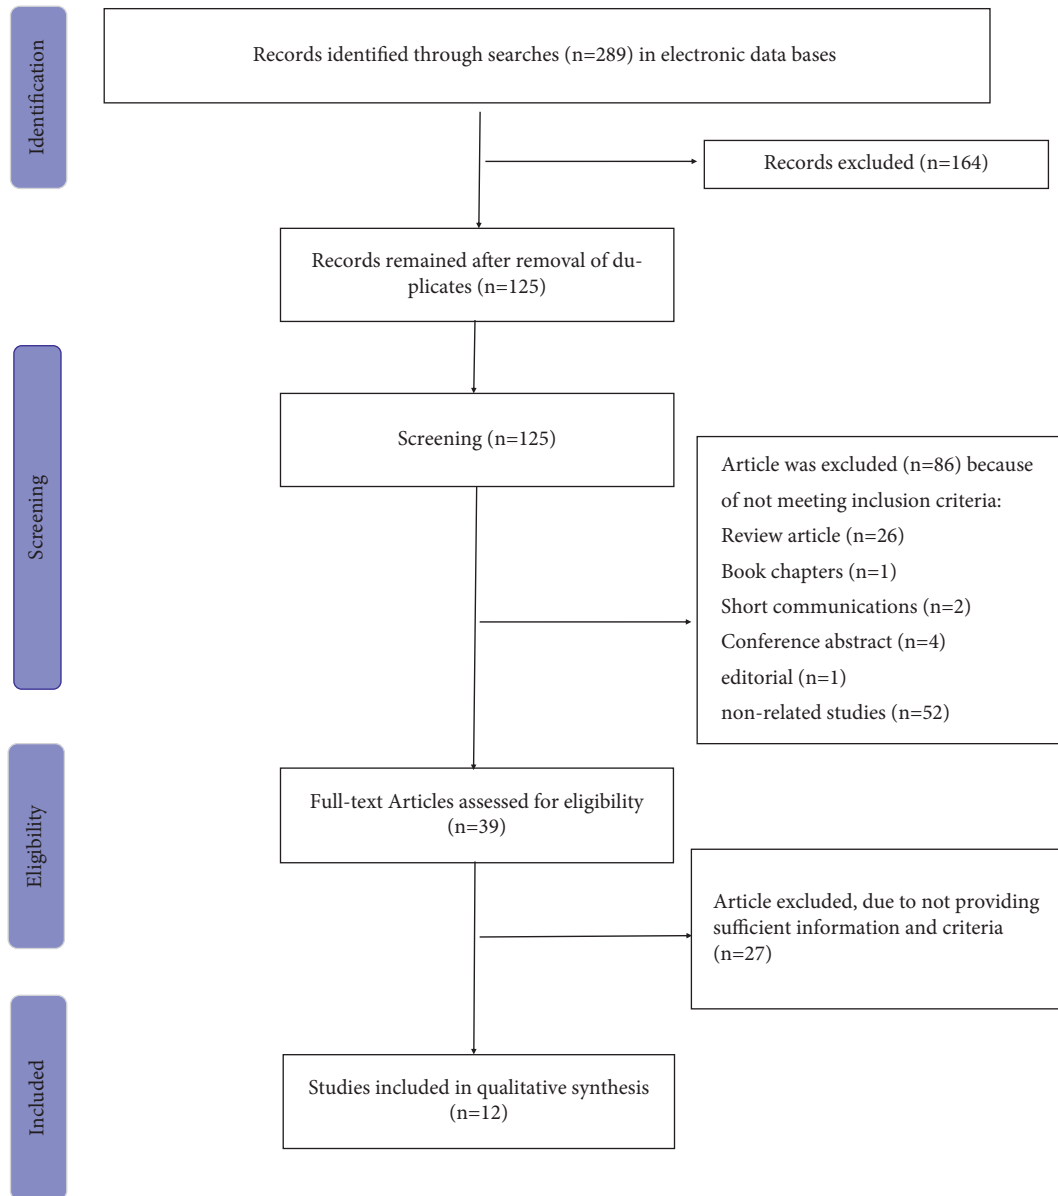 Identification
Records identified through searches (n=289) in electronic data bases
Records excluded (n=164)
Records remained after removal of du-
plicates (n=125)
Screening
Screening (n=125)
Article was excluded (n=86) because
of not meeting inclusion criteria:
Review article (n=26)
Book chapters (n=1)
Short communications (n=2)
Conference abstract (n=4)
editorial (n=1)
non-related studies (n=52)
Eligibility
Full-text Articles assessed for eligibility
(n=39)
Article excluded, due to not providing
sufficient information and criteria
(n=27)
Included
Studies included in qualitative synthesis
(n=12)